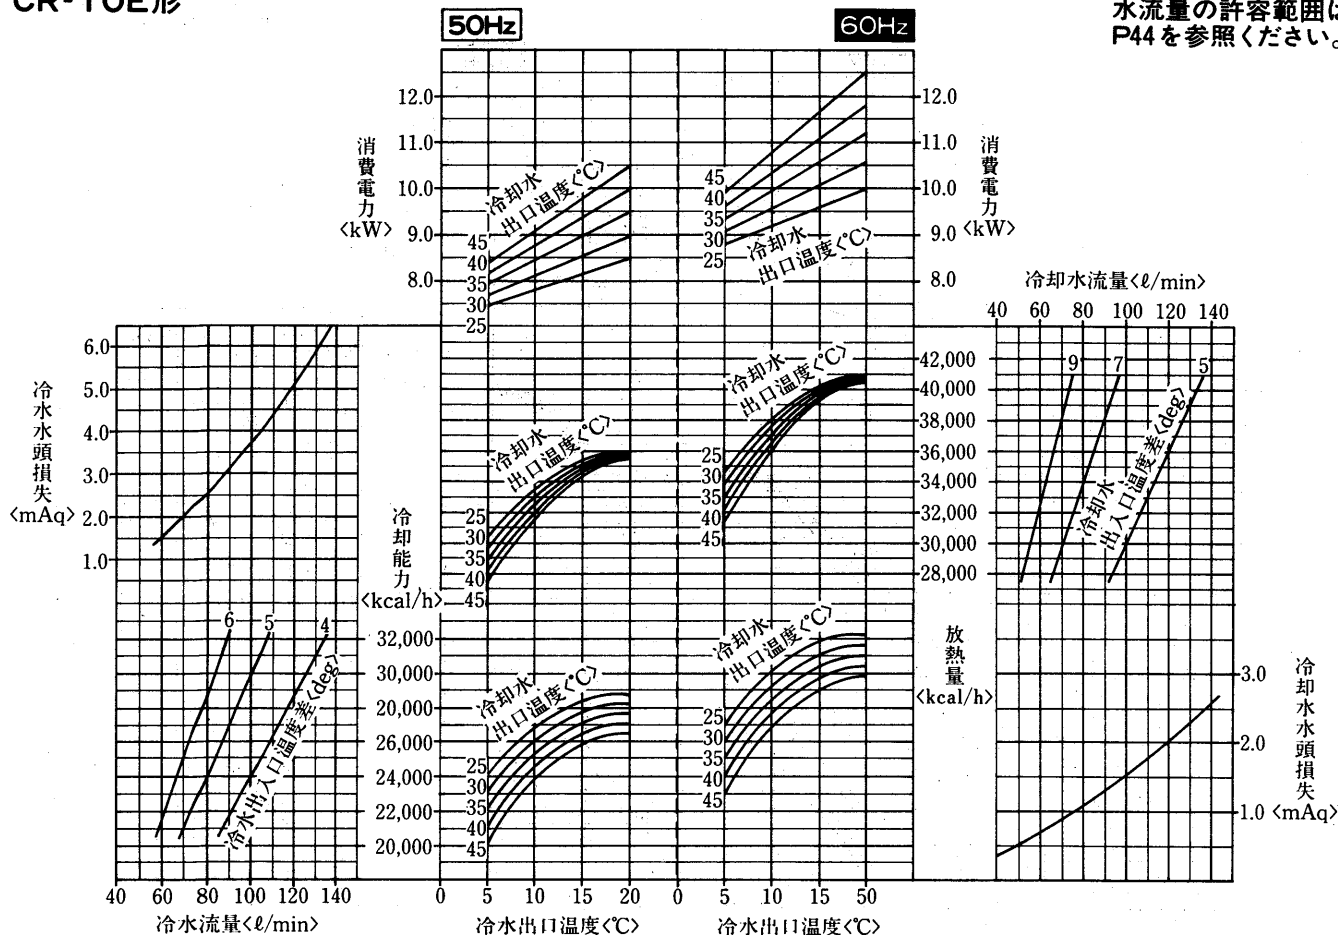 CR-10E形
水流量の許容範囲は
P44を参照ください。
50Hz
60Hz
消費電力
<kW>
12.0
11.0
10.0
9.0
8.0
冷却水
出口温度<℃>
45
40
35
30
25
45
40
35
30
25
冷却水
出口温度<℃>
12.0
11.0
10.0
9.0
8.0
消費電力
<kW>
冷水水頭損失
<mAq>
6.0
5.0
4.0
3.0
2.0
1.0
冷却能力
<kcal/h>
冷却水
出口温度<℃>
25
30
35
40
45
冷却水
出口温度<℃>
25
30
35
40
45
42,000
40,000
38,000
36,000
34,000
32,000
30,000
28,000
冷却水流量<ℓ/min>
40 60 80 100 120 140
9 7 5
冷却水
出入口温度差<deg>
6 5 4
冷水出入口温度差<deg>
32,000
30,000
20,000
26,000
24,000
22,000
20,000
冷却水
出口温度<℃>
25
30
35
40
45
冷却水
出口温度<℃>
25
30
35
40
45
放熱量
<kcal/h>
3.0
2.0
1.0
冷却水水頭損失
<mAq>
40 60 80 100 120 140
冷水流量<ℓ/min>
0 5 10 15 20
冷水出口温度<℃>
0 5 10 15 50
冷水出口温度<℃>